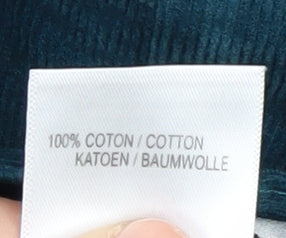 100% COTON / COTTON
KATOEN / BAUMWOLLE